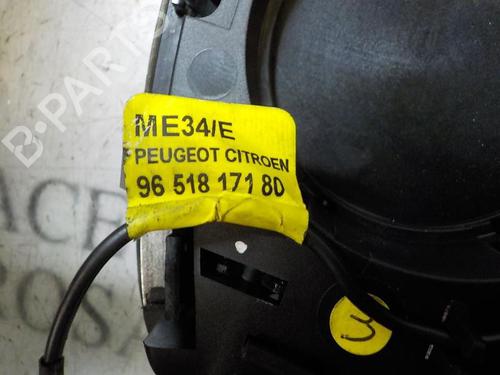 B-PARTS
ME34/E
PEUGEOT CITROEN
96 518 171 80